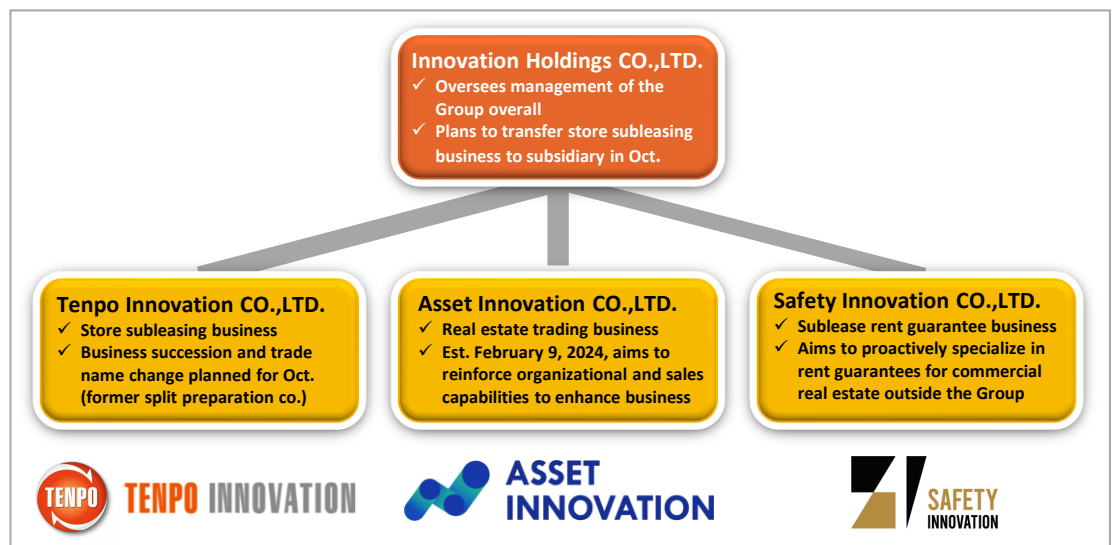 Innovation Holdings CO.,LTD.
✓ Oversees management of the
Group overall
✓ Plans to transfer store subleasing
business to subsidiary in Oct.
Tenpo Innovation CO.,LTD.
✓ Store subleasing business
✓ Business succession and trade
name change planned for Oct.
(former split preparation co.)
Asset Innovation CO.,LTD.
✓ Real estate trading business
✓ Est. February 9, 2024, aims to
reinforce organizational and sales
capabilities to enhance business
Safety Innovation CO.,LTD.
✓ Sublease rent guarantee business
✓ Aims to proactively specialize in
rent guarantees for commercial
real estate outside the Group
TENPO
TENPO INNOVATION
ASSET
INNOVATION
SAFETY
INNOVATION